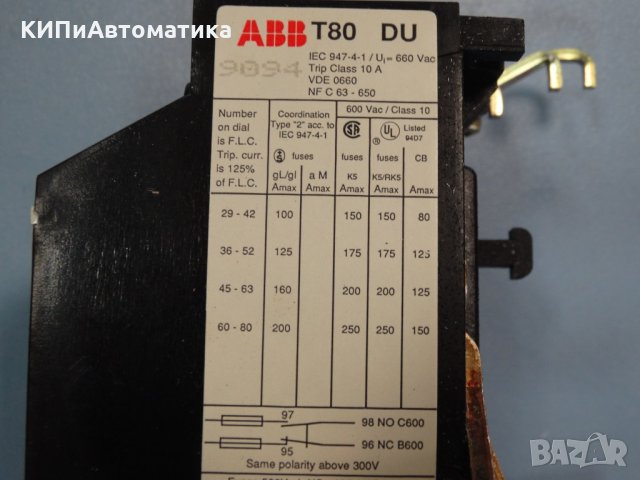 КИПиАвтоматика
ABB T80 DU
9094
IEC 947-4-1 / Ui= 660 Vac
Trip Class 10 A
VDE 0660
NF C 63 - 650
Number on dial is F.L.C. Trip. curr. is 125% of F.L.C.
Coordination Type "2" acc. to IEC 947-4-1
600 Vac / Class 10
SA
UL Listed 94D7
®
fuses fuses fuses CB
gL/gI a M K5 K5/RK5
Amax Amax Amax Amax Amax
29 - 42 100 150 150 80
36 - 52 125 175 175 125
45 - 63 160 200 200 125
60 - 80 200 250 250 150
97
98 NO C600
96 NC B600
95
Same polarity above 300V
bazar